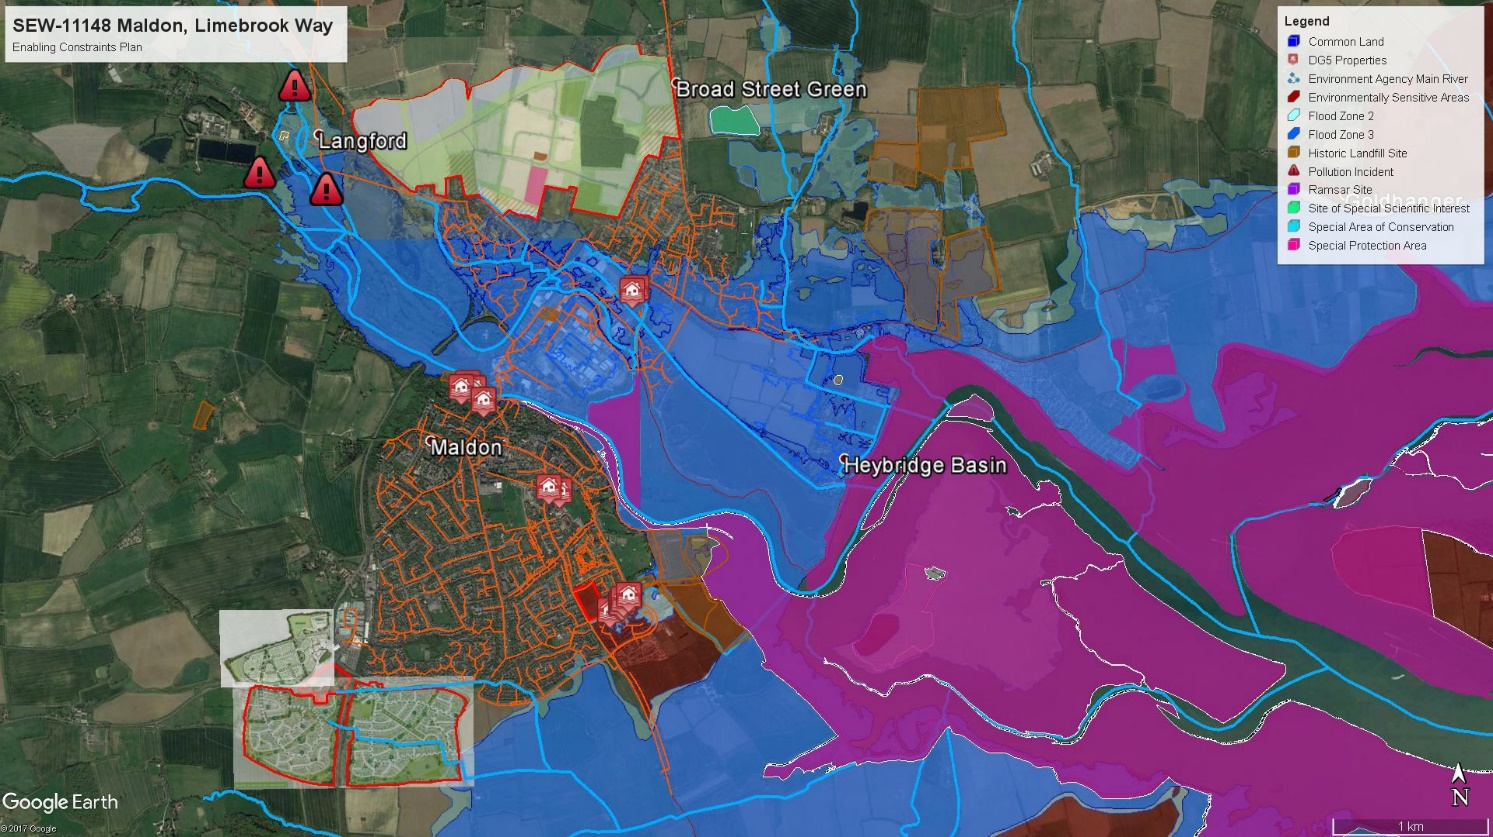 SEW-11148 Maldon, Limebrook Way
Enabling Constraints Plan
Legend
Common Land
DG5 Properties
Environment Agency Main River
Environmentally Sensitive Areas
Flood Zone 2
Flood Zone 3
Historic Landfill Site
Pollution Incident
Ramsar Site
Site of Special Scientific Interest
Special Area of Conservation
Special Protection Area
Broad Street Green
Langford
Goldhanger
Maldon
Heybridge Basin
Google Earth
© 2017 Google
N
1 km